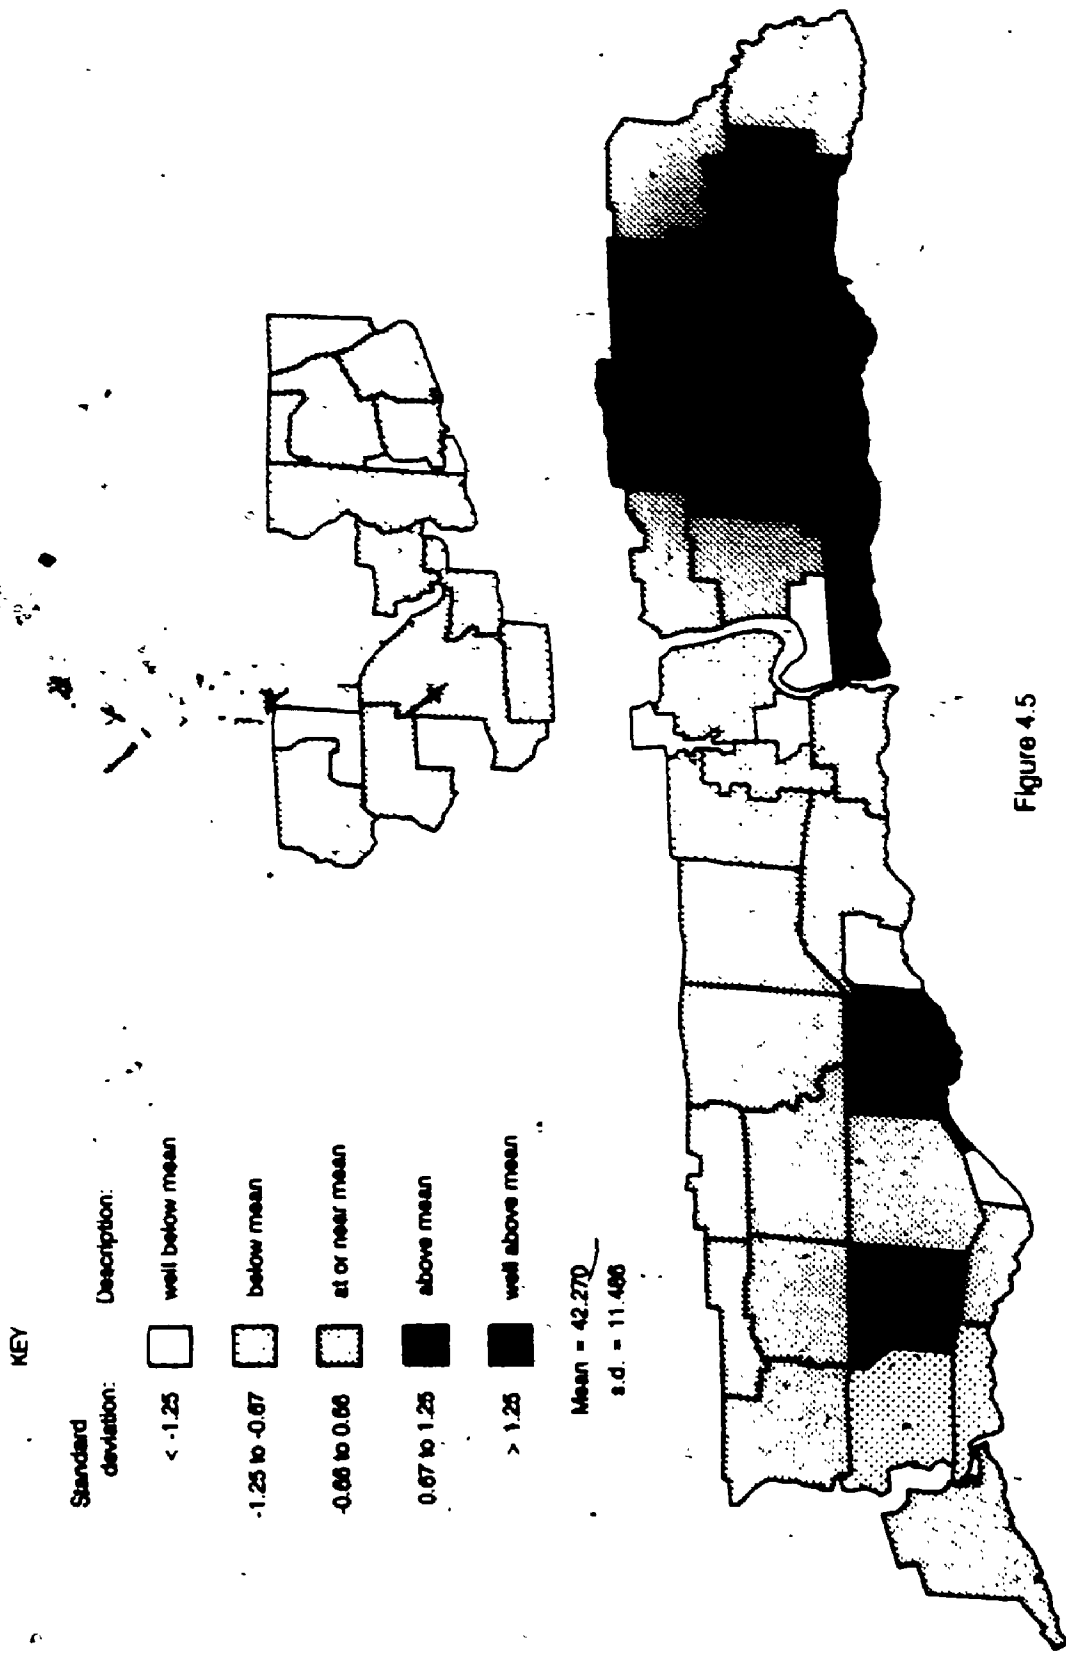 KEY
Standard deviation: Description:
< -1.25 well below mean
-1.25 to -0.67 below mean
-0.66 to 0.66 at or near mean
0.67 to 1.25 above mean
> 1.25 well above mean
Mean = 42.270
s.d. = 11.486
Figure 4.5